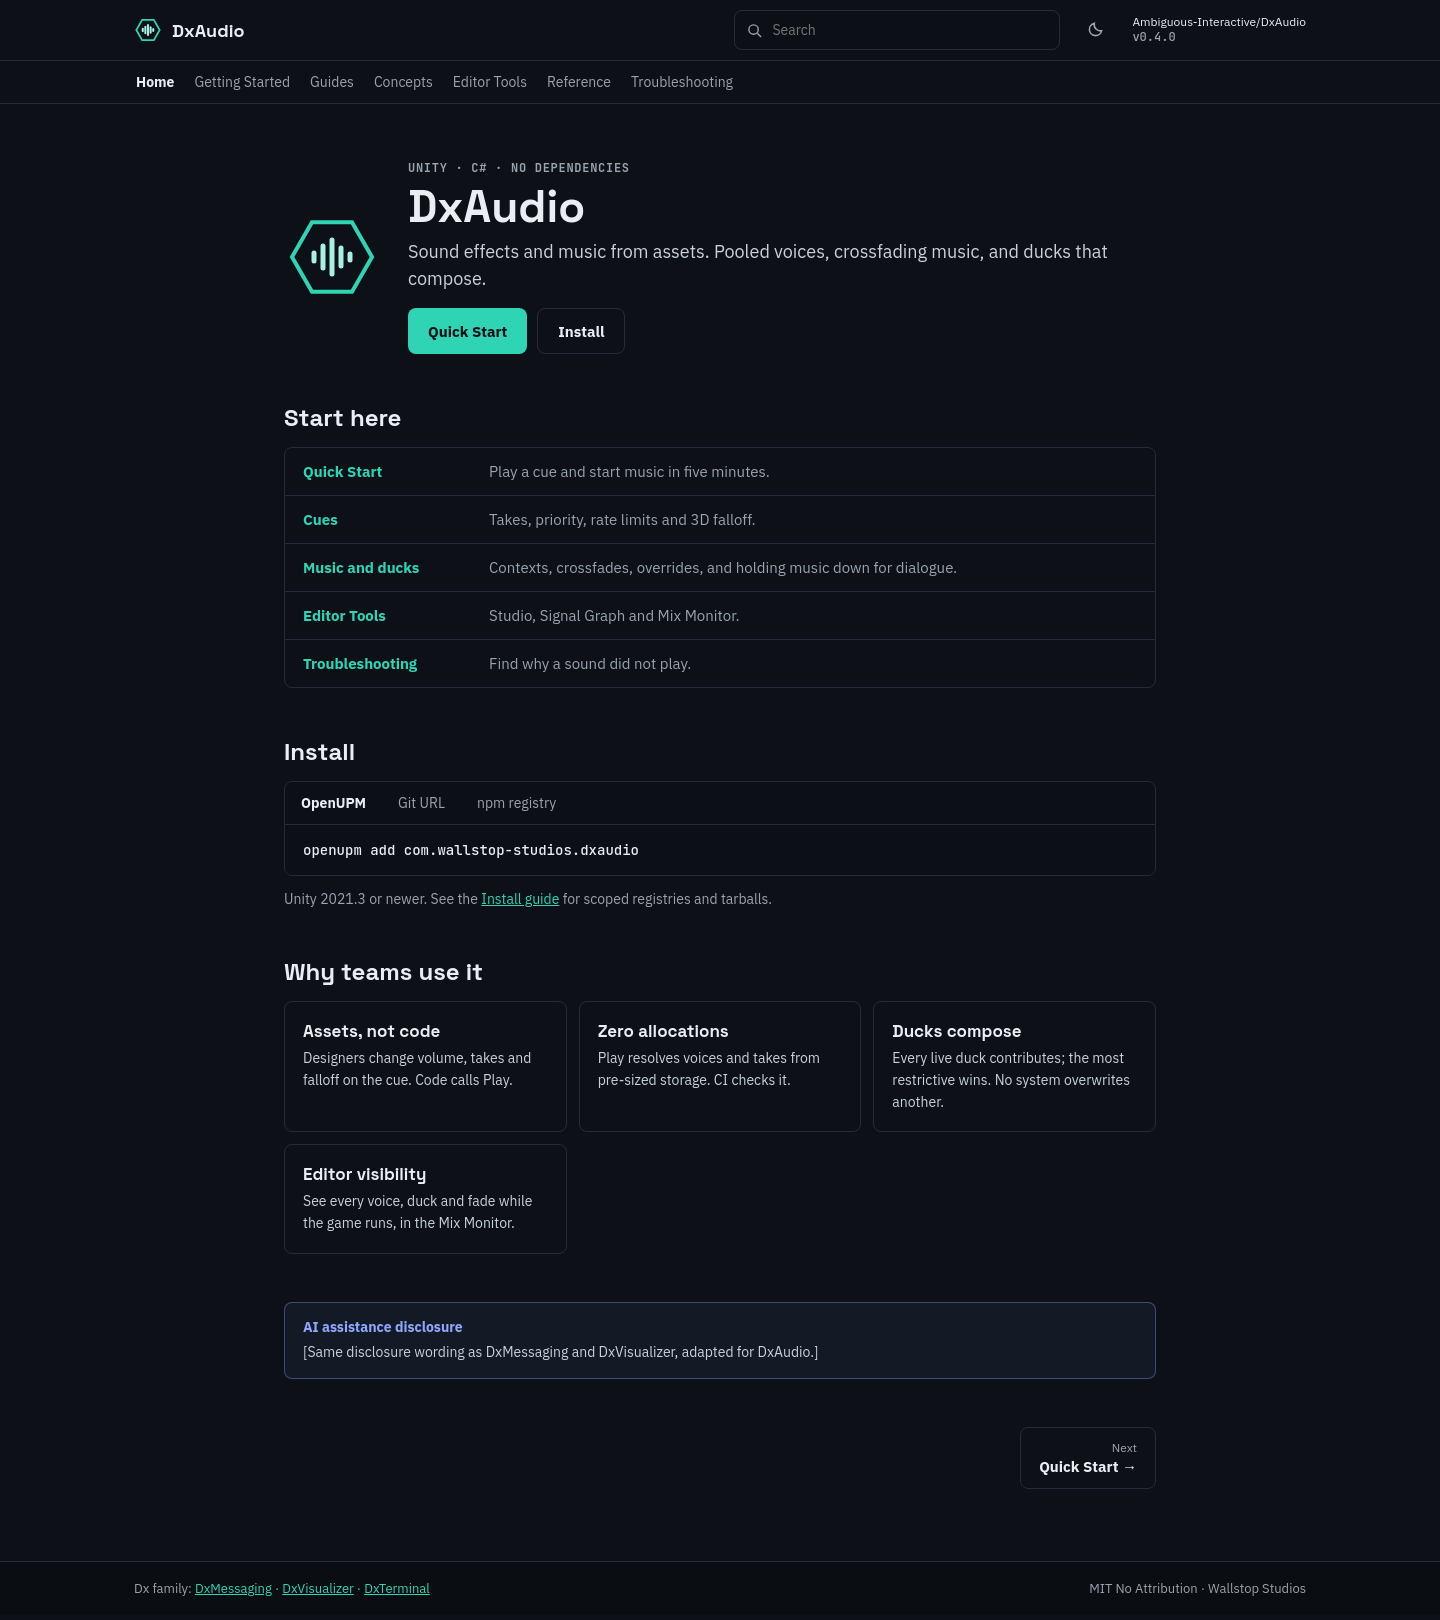 DxAudio
Search
Ambiguous-Interactive/DxAudio
v0.4.0
Home Getting Started Guides Concepts Editor Tools Reference Troubleshooting
UNITY · C# · NO DEPENDENCIES
DxAudio
Sound effects and music from assets. Pooled voices, crossfading music, and ducks that
compose.
Quick Start Install
Start here
Quick Start Play a cue and start music in five minutes.
Cues Takes, priority, rate limits and 3D falloff.
Music and ducks Contexts, crossfades, overrides, and holding music down for dialogue.
Editor Tools Studio, Signal Graph and Mix Monitor.
Troubleshooting Find why a sound did not play.
Install
OpenUPM Git URL npm registry
openupm add com.wallstop-studios.dxaudio
Unity 2021.3 or newer. See the Install guide for scoped registries and tarballs.
Why teams use it
Assets, not code
Designers change volume, takes and
falloff on the cue. Code calls Play.
Zero allocations
Play resolves voices and takes from
pre-sized storage. CI checks it.
Ducks compose
Every live duck contributes; the most
restrictive wins. No system overwrites
another.
Editor visibility
See every voice, duck and fade while
the game runs, in the Mix Monitor.
AI assistance disclosure
[Same disclosure wording as DxMessaging and DxVisualizer, adapted for DxAudio.]
Next
Quick Start →
Dx family: DxMessaging · DxVisualizer · DxTerminal
MIT No Attribution · Wallstop Studios